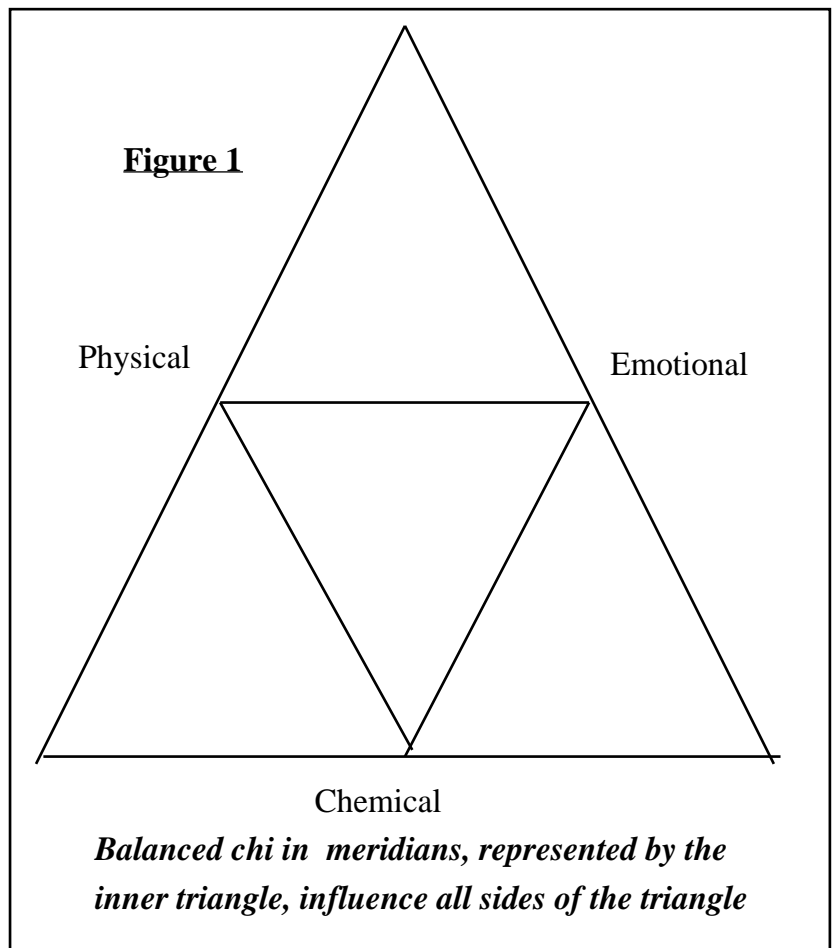 Figure 1
Physical
Emotional
Chemical
Balanced chi in  meridians, represented by the
inner triangle, influence all sides of the triangle